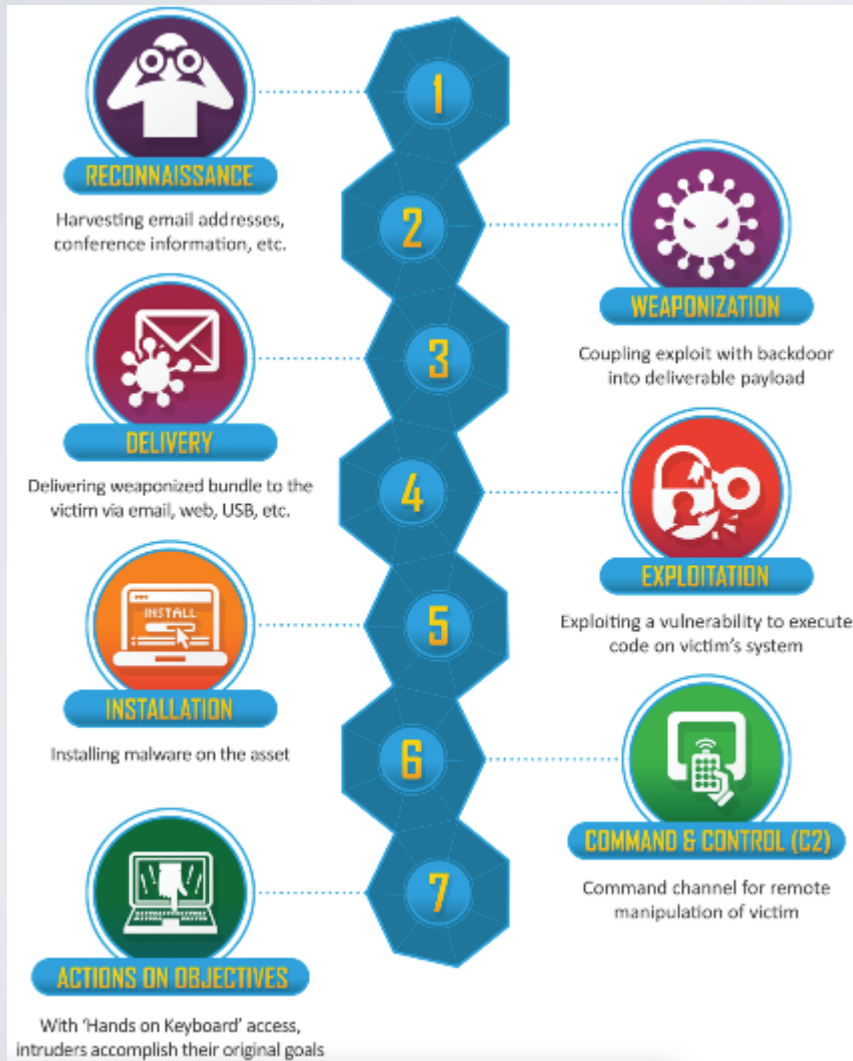 1
RECONNAISSANCE
Harvesting email addresses,
conference information, etc.
2
WEAPONIZATION
Coupling exploit with backdoor
into deliverable payload
3
DELIVERY
Delivering weaponized bundle to the
victim via email, web, USB, etc.
4
EXPLOITATION
Exploiting a vulnerability to execute
code on victim's system
5
INSTALL
INSTALLATION
Installing malware on the asset
6
COMMAND & CONTROL (C2)
Command channel for remote
manipulation of victim
7
ACTIONS ON OBJECTIVES
With 'Hands on Keyboard' access,
intruders accomplish their original goals